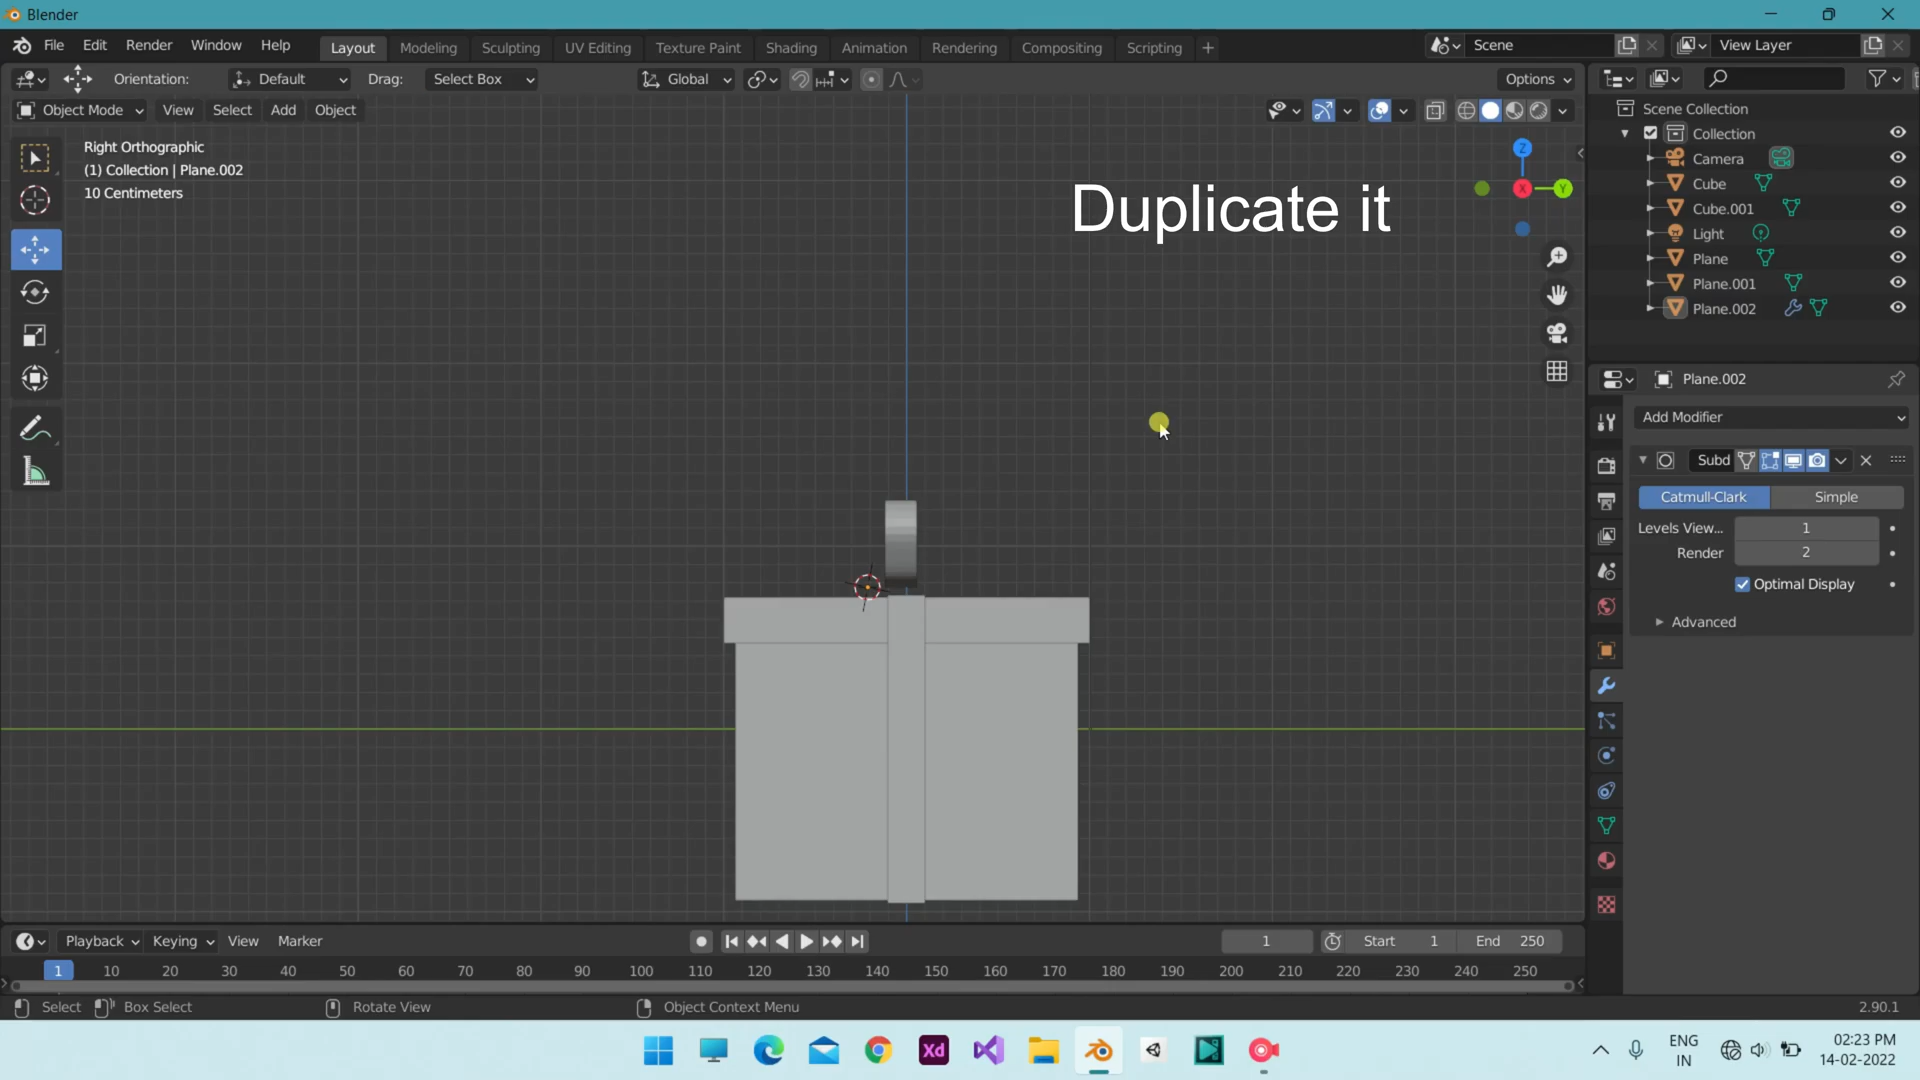 Blender
File Edit Render Window Help
Layout Modeling Sculpting UV Editing Texture Paint Shading Animation Rendering Compositing Scripting +
Scene
View Layer
Orientation: Default Drag: Select Box
Global
Options
Object Mode View Select Add Object
Right Orthographic
(1) Collection | Plane.002
10 Centimeters
Duplicate it
Z
X
Y
Scene Collection
Collection
Camera
Cube
Cube.001
Light
Plane
Plane.001
Plane.002
Plane.002
Add Modifier
Subd
Catmull-Clark Simple
Levels View... 1
Render 2
Optimal Display
Advanced
Playback Keying View Marker
1 Start 1 End 250
1 10 20 30 40 50 60 70 80 90 100 110 120 130 140 150 160 170 180 190 200 210 220 230 240 250
Select Box Select Rotate View Object Context Menu
2.90.1
Xd
ENG
IN
02:23 PM
14-02-2022